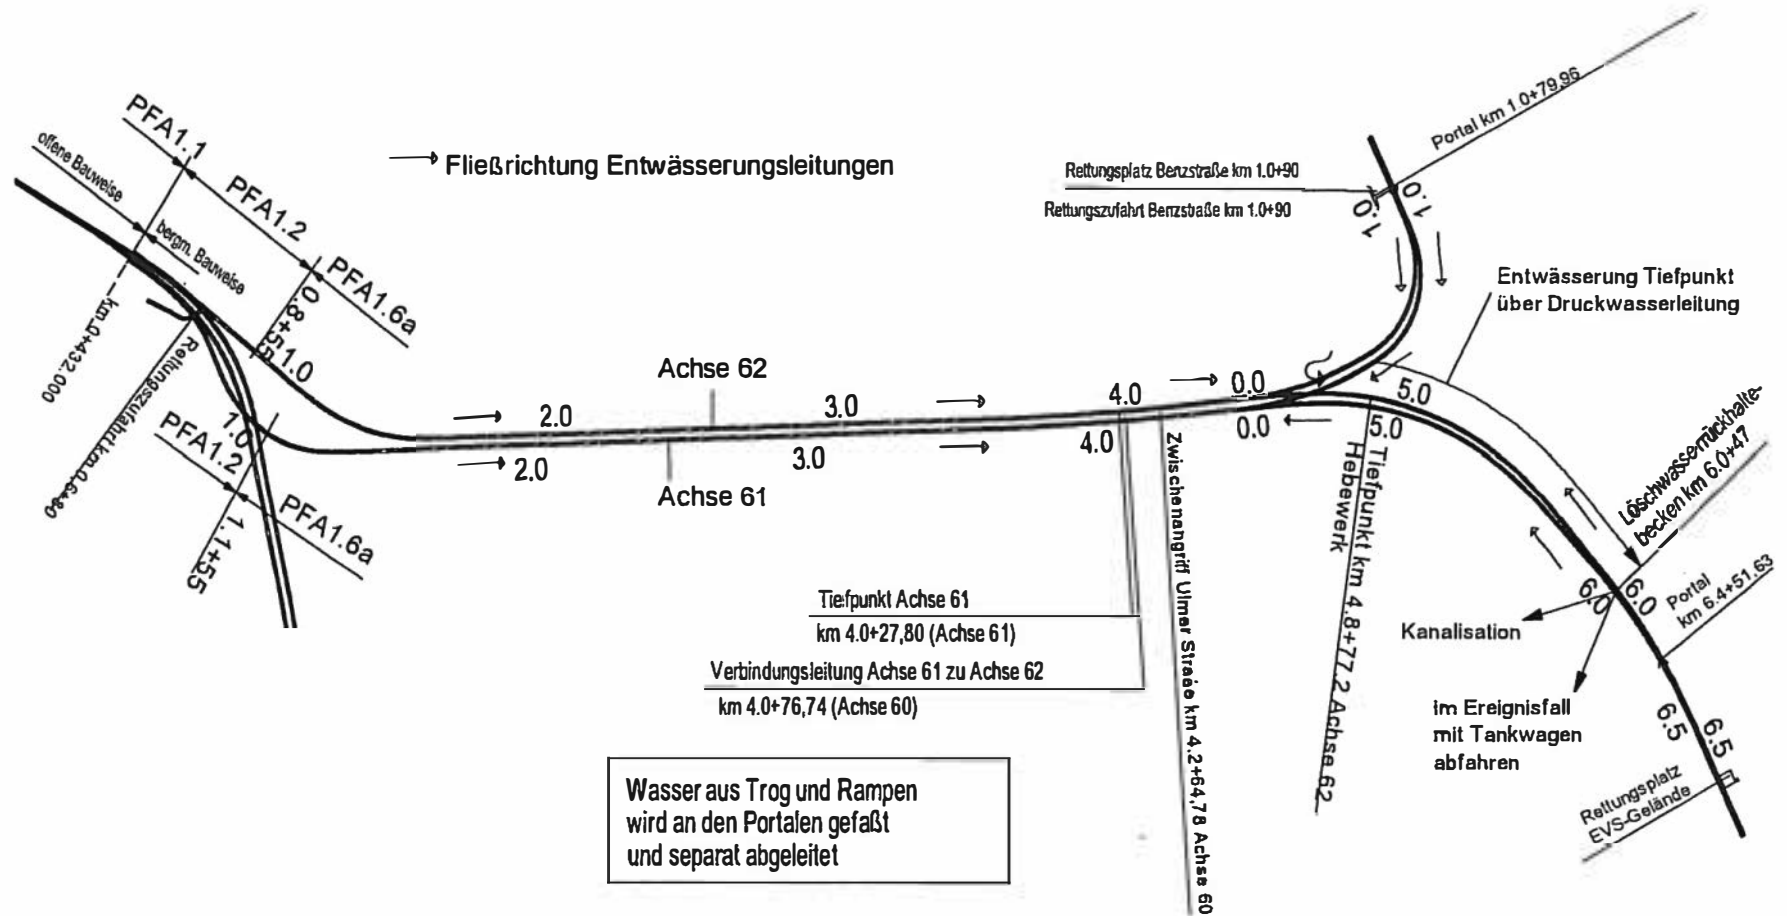 PFA1.1
offene Bauweise
PFA1.2
bergm. Bauweise
PFA1.6a
km 0+432.000
0.8+55
1.0
Rettungszufahrt km 0.6+80
1.0
PFA1.2
PFA1.6a
1.1+55
Fließrichtung Entwässerungsleitungen
Achse 62
2.0
3.0
4.0
0.0
2.0
3.0
4.0
0.0
Achse 61
Portal km 1.0+79,96
Rettungsplatz Benzstraße km 1.0+90
Rettungszufahrt Benzstraße km 1.0+90
1.0
1.0
Entwässerung Tiefpunkt
über Druckwasserleitung
5.0
5.0
Löschwasserrückhalte-
becken km 6.0+47
Tiefpunkt km 4.8+77.2 Achse 62
Hebewerk
Zwischenangriff Ulmer Straße km 4.2+64,78 Achse 60
Tiefpunkt Achse 61
km 4.0+27,80 (Achse 61)
Verbindungsleitung Achse 61 zu Achse 62
km 4.0+76,74 (Achse 60)
6.0
6.0
Portal
km 6.4+51.63
Kanalisation
im Ereignisfall
mit Tankwagen
abfahren
6.5
6.5
Rettungsplatz
EVS-Gelände
Wasser aus Trog und Rampen
wird an den Portalen gefaßt
und separat abgeleitet